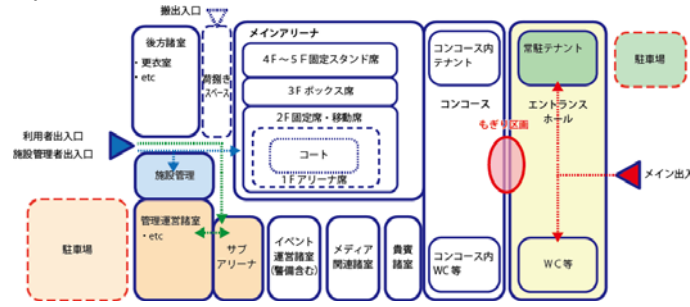 搬出入口
後方諸室
・更衣室
・etc
荷捌き
スペース
メインアリーナ
4F～5F固定スタンド席
3Fボックス席
2F固定席・移動席
コート
1Fアリーナ席
コンコース内
テナント
コンコース
コンコース内
WC等
常駐テナント
エントランス
ホール
もぎり区画
WC等
駐車場
メイン出入
利用者出入口
施設管理者出入口
施設管理
管理運営諸室
・etc
駐車場
サブ
アリーナ
イベント
運営諸室
(警備含む)
メディア
関連諸室
貴賓
諸室